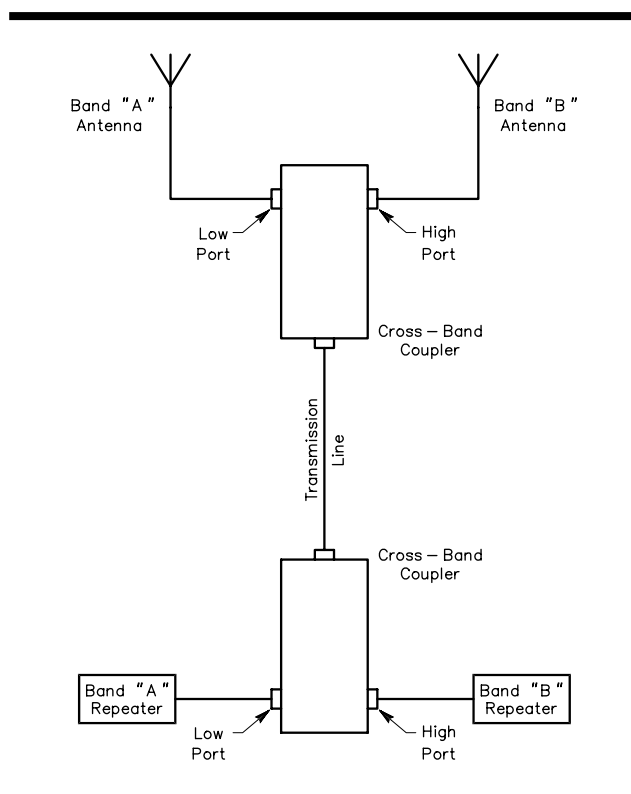 Band "A"
Antenna
Band "B"
Antenna
Low
Port
High
Port
Cross – Band
Coupler
Transmission
Line
Cross – Band
Coupler
Band "A"
Repeater
Band "B"
Repeater
Low
Port
High
Port